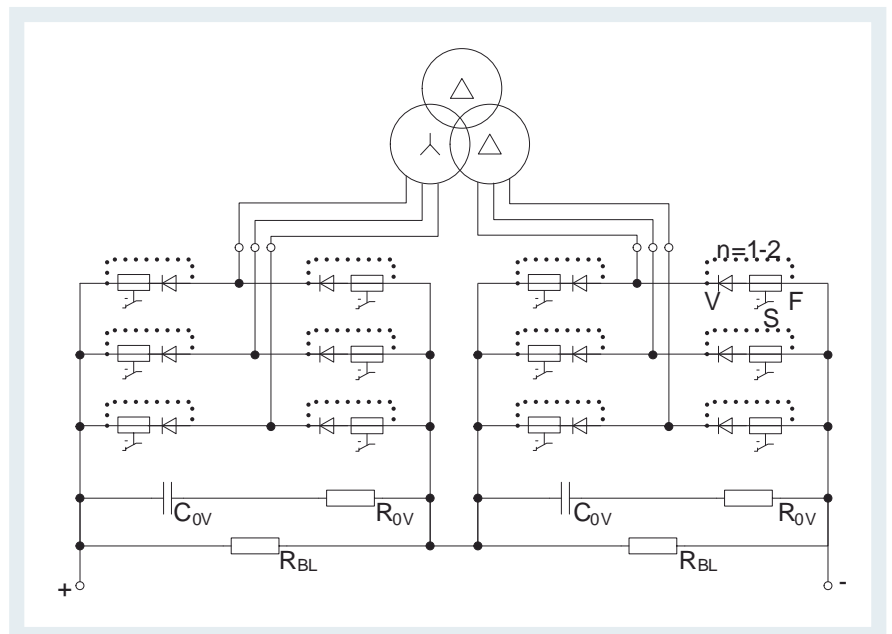 n=1-2
V
F
S
C0V
R0V
C0V
R0V
RBL
RBL
+
-